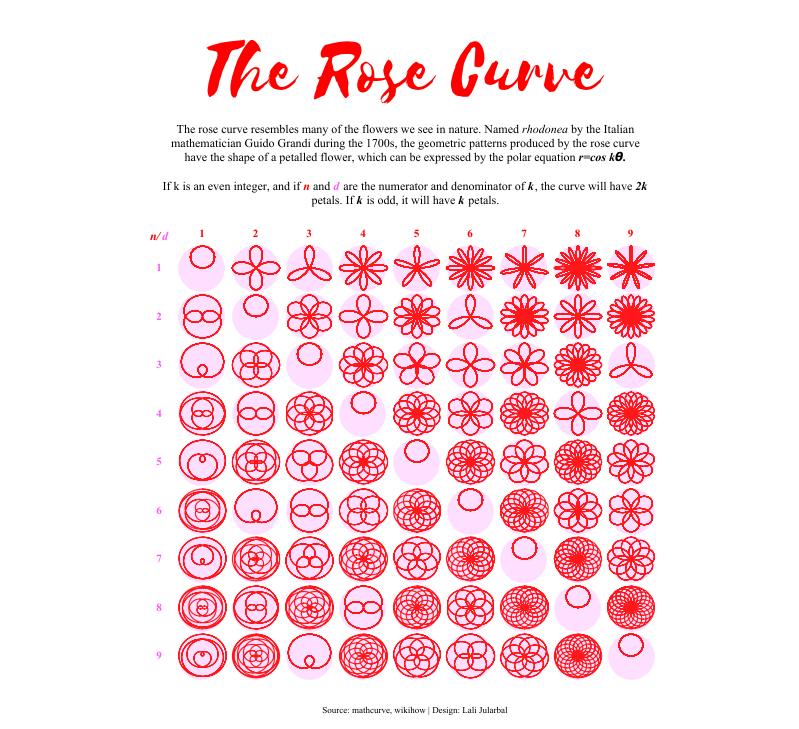 The Rose Curve
The rose curve resembles many of the flowers we see in nature. Named rhodonea by the Italian
mathematician Guido Grandi during the 1700s, the geometric patterns produced by the rose curve
have the shape of a petalled flower, which can be expressed by the polar equation r=cos kθ.
If k is an even integer, and if n and d are the numerator and denominator of k, the curve will have 2k
petals. If k is odd, it will have k petals.
n/d 1 2 3 4 5 6 7 8 9
1
2
3
4
5
6
7
8
9
Source: mathcurve, wikihow | Design: Lali Jularbal